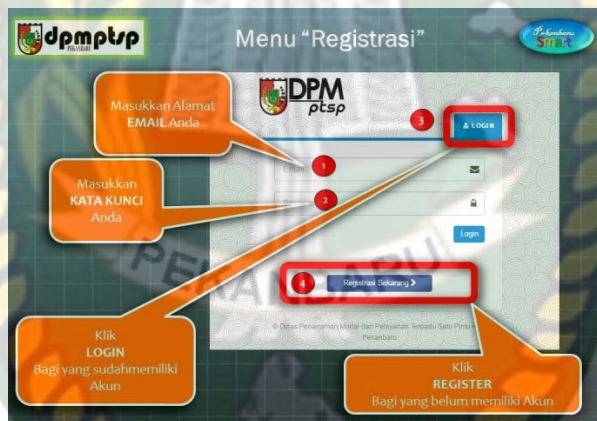 dpmptsp
PEKANBARU
Menu "Registrasi"
Pekanbaru
Smart
Masukkan Alamat
EMAIL Anda
DPM
ptsp
3
LOGIN
Email
1
Masukkan
KATA KUNCI
Anda
2
Login
PEKANBARU
4
Registrasi Sekarang
© Dinas Penanaman Modal dan Pelayanan Terpadu Satu Pintu
Pekanbaru
Klik
LOGIN
Bagi yang sudahmemiliki
Akun
Klik
REGISTER
Bagi yang belum memiliki Akun